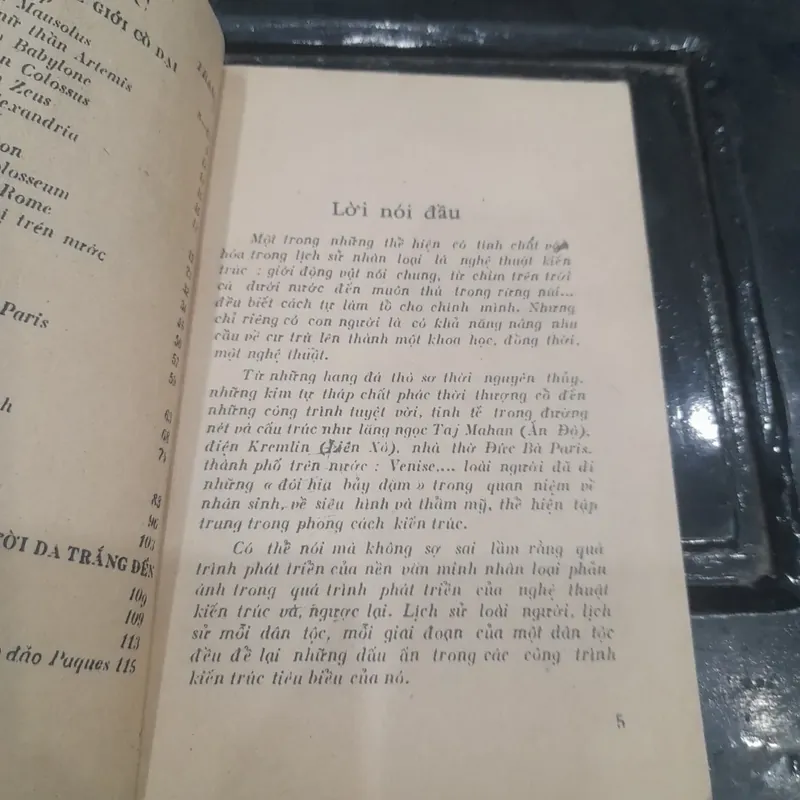 Mausolus
GIỚI CỔ ĐẠI
nữ thần Artemis
Babylone
Colossus
Zeus
TRANG
Colosseum
Rome
trên nước
Paris
63
68
75
83
96
103
NGƯỜI DA TRẮNG ĐẾN
109
109
113
đảo Paques 115
Lời nói đầu
Một trong những thể hiện có tính chất văn
hóa trong lịch sử nhân loại là nghệ thuật kiến
trúc : giới động vật nói chung, từ chim trên trời
cá dưới nước đến muôn thú trong rừng núi...
đều biết cách tự làm tổ cho chính mình. Nhưng
chỉ riêng có con người là có khả năng nâng nhu
cầu về cư trú lên thành một khoa học, đồng thời,
một nghệ thuật.
Từ những hang đá thô sơ thời nguyên thủy,
những kim tự tháp chất phác thời thượng cổ đến
những công trình tuyệt vời, tinh tế trong đường
nét và cấu trúc như lăng ngọc Taj Mahan (Ấn Độ),
điện Kremlin (Liên Xô), nhà thờ Đức Bà Paris,
thành phố trên nước : Venise,... loài người đã đi
những « đôi hia bảy dặm » trong quan niệm về
nhân sinh, về siêu hình và thẩm mỹ, thể hiện tập
trung trong phong cách kiến trúc.
Có thể nói mà không sợ sai lầm rằng quá
trình phát triển của nền văn minh nhân loại phản
ánh trong quá trình phát triển của nghệ thuật
kiến trúc và, ngược lại. Lịch sử loài người, lịch
sử mỗi dân tộc, mỗi giai đoạn của một dân tộc
đều để lại những dấu ấn trong các công trình
kiến trúc tiêu biểu của nó.
5